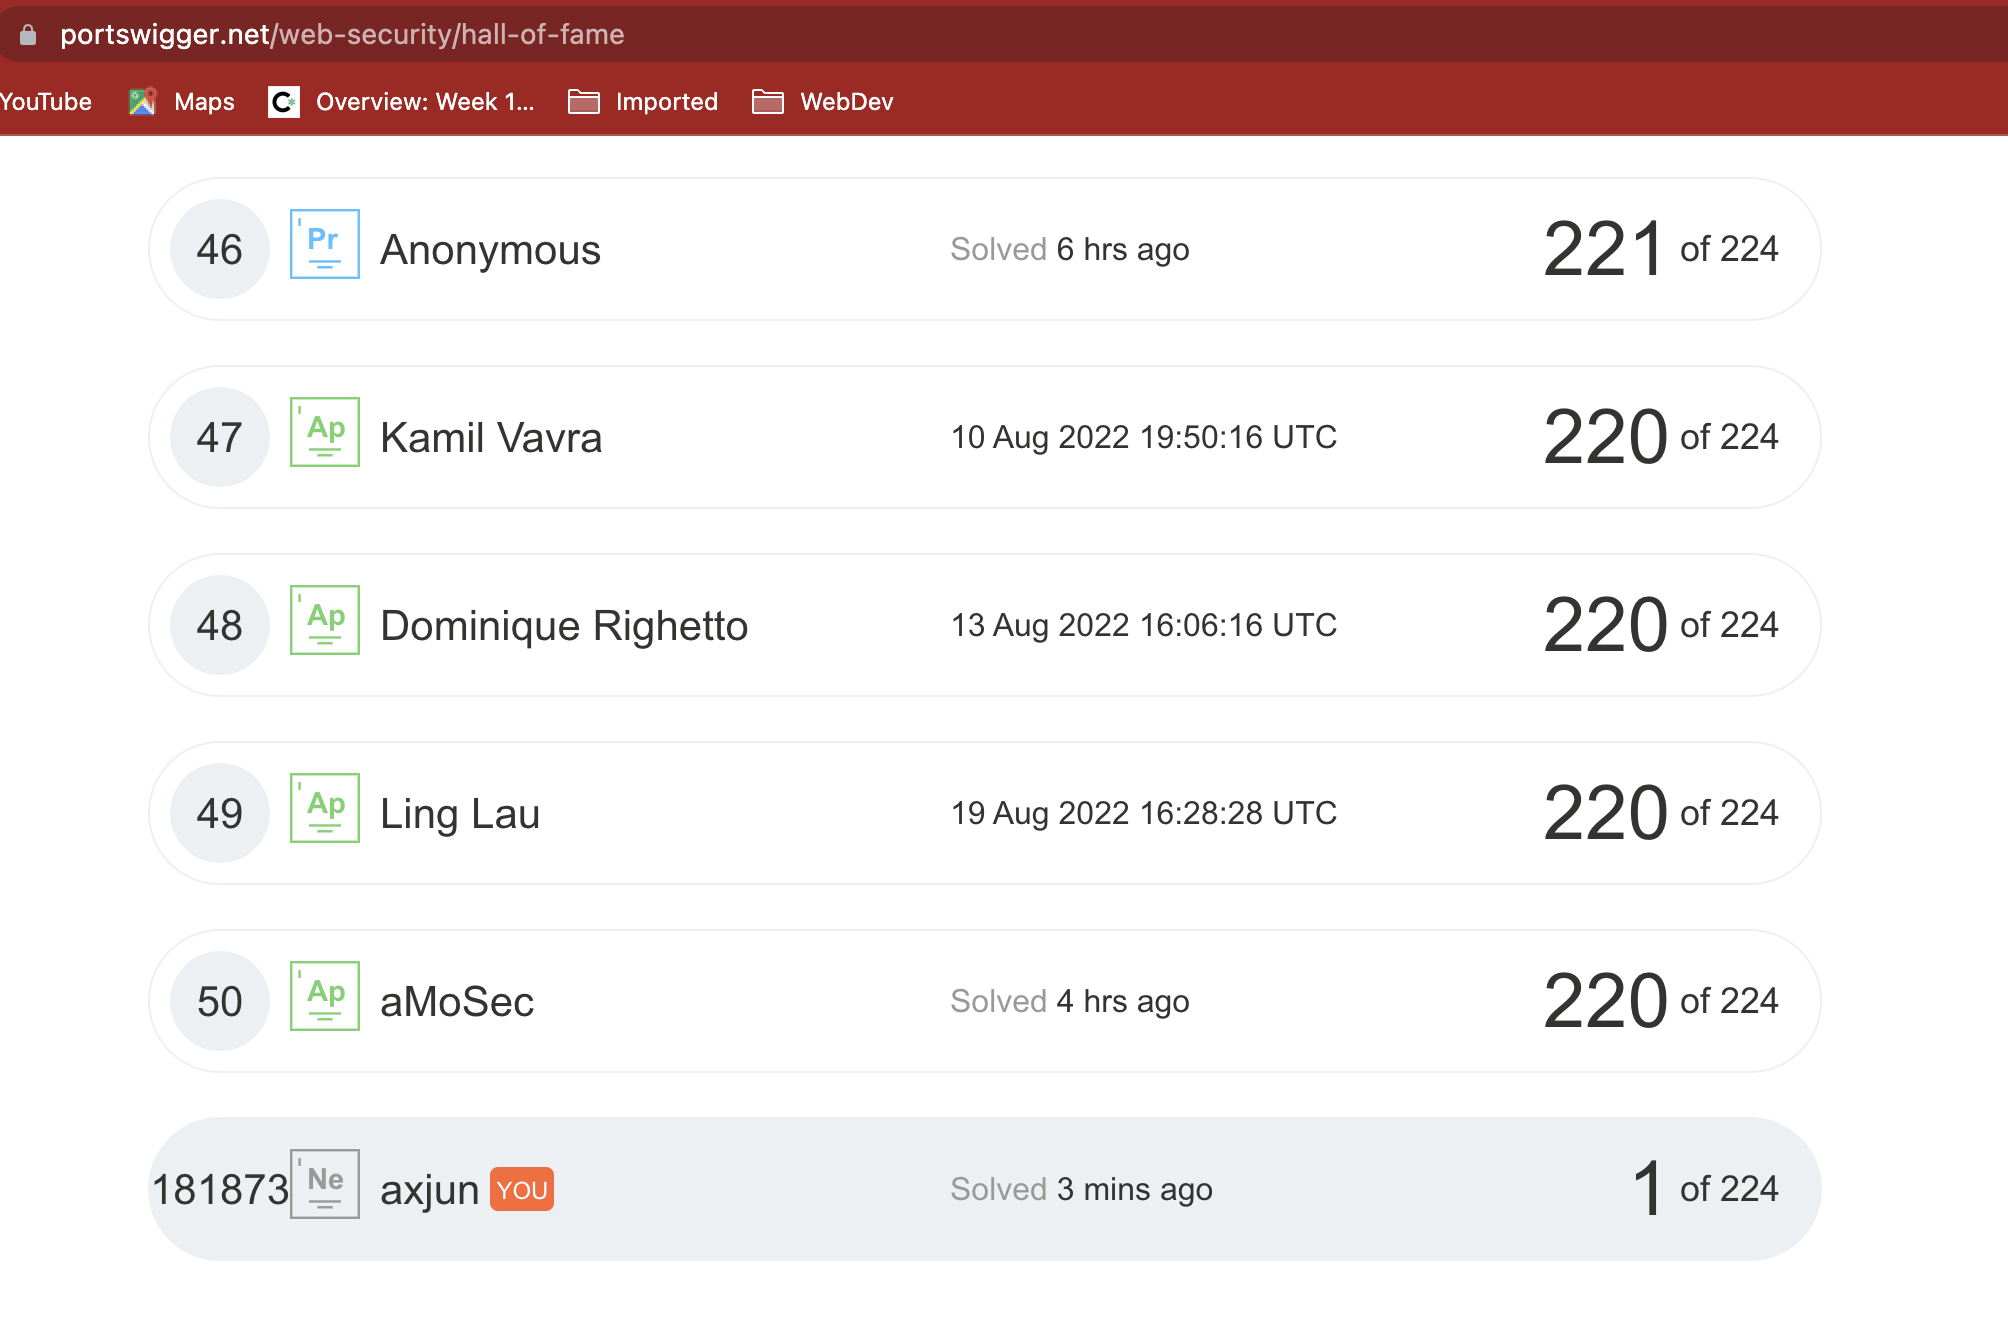 portswigger.net/web-security/hall-of-fame
YouTube Maps C* Overview: Week 1... Imported WebDev
46 Pr Anonymous Solved 6 hrs ago 221 of 224
47 Ap Kamil Vavra 10 Aug 2022 19:50:16 UTC 220 of 224
48 Ap Dominique Righetto 13 Aug 2022 16:06:16 UTC 220 of 224
49 Ap Ling Lau 19 Aug 2022 16:28:28 UTC 220 of 224
50 Ap aMoSec Solved 4 hrs ago 220 of 224
181873 Ne axjun YOU Solved 3 mins ago 1 of 224